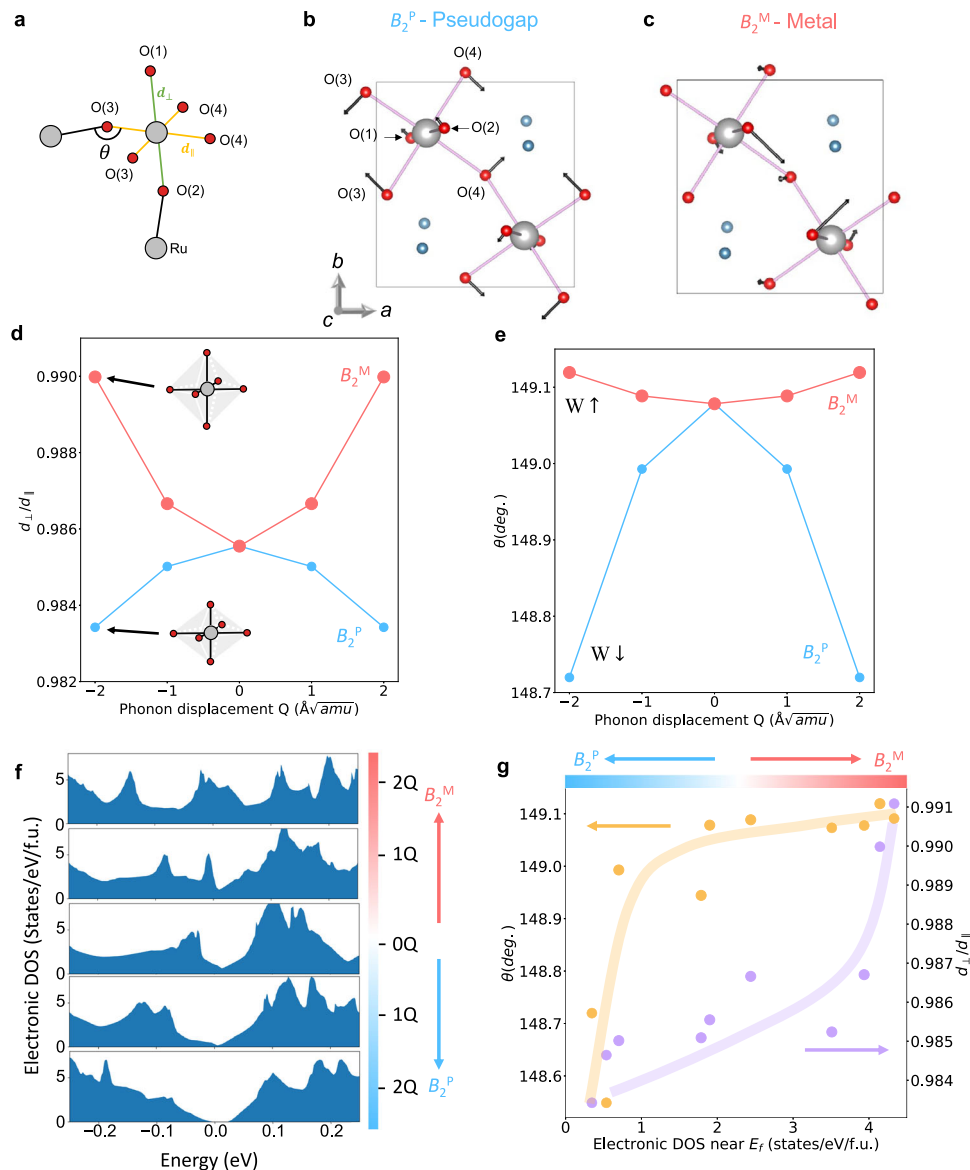 a
O(1)
d⊥
O(3)
O(4)
θ
d∥
O(4)
O(3)
O(2)
Ru
b
B₂ᴾ - Pseudogap
O(4)
O(3)
O(1)
O(2)
O(3)
O(4)
b
c
a
c
B₂ᴹ - Metal
d
0.990
0.988
0.986
0.984
0.982
d⊥/d∥
B₂ᴹ
B₂ᴾ
−2
−1
0
1
2
Phonon displacement Q (Å√amu)
e
149.1
149.0
148.9
148.8
148.7
θ(deg.)
W↑
B₂ᴹ
W↓
B₂ᴾ
−2
−1
0
1
2
Phonon displacement Q (Å√amu)
f
5
0
5
0
5
0
5
0
5
0
Electronic DOS (States/eV/f.u.)
−0.2
−0.1
0.0
0.1
0.2
Energy (eV)
2Q
1Q
0Q
1Q
2Q
B₂ᴹ
B₂ᴾ
g
B₂ᴾ
B₂ᴹ
149.1
149.0
148.9
148.8
148.7
148.6
θ(deg.)
0.991
0.990
0.989
0.988
0.987
0.986
0.985
0.984
d⊥/d∥
0
1
2
3
4
Electronic DOS near E_f (states/eV/f.u.)